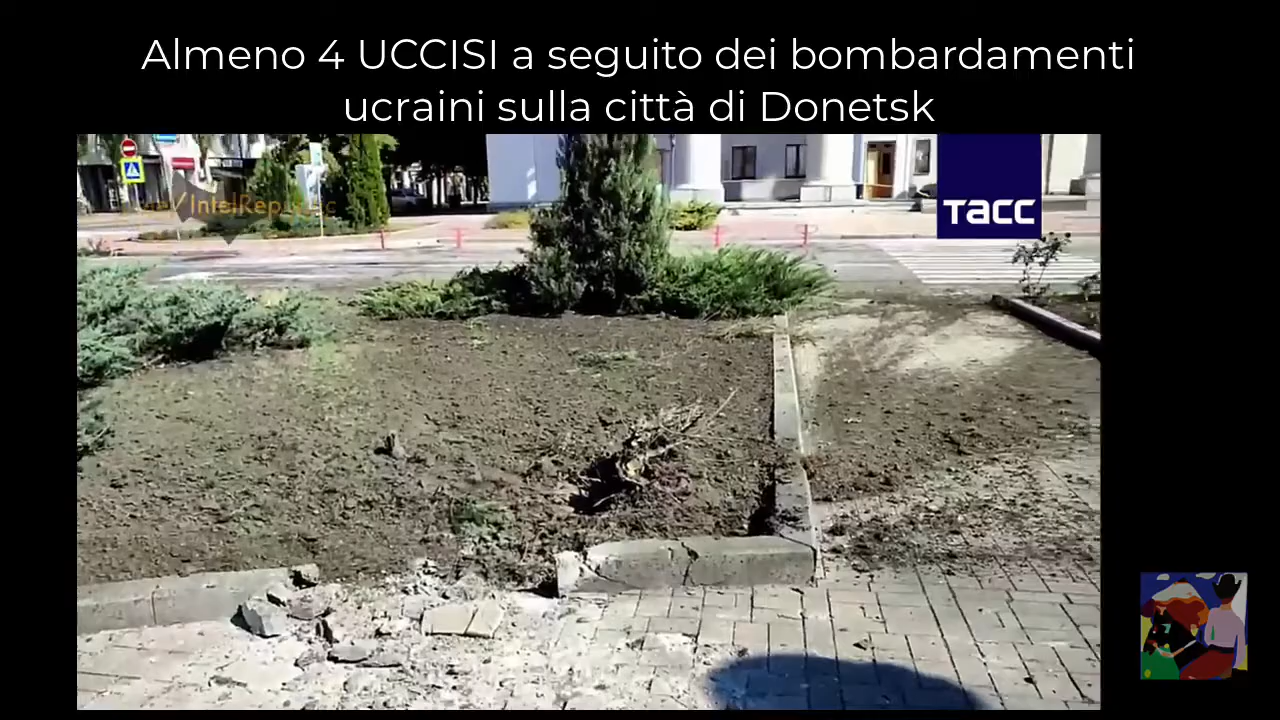 Almeno 4 UCCISI a seguito dei bombardamenti
ucraini sulla città di Donetsk
тасс